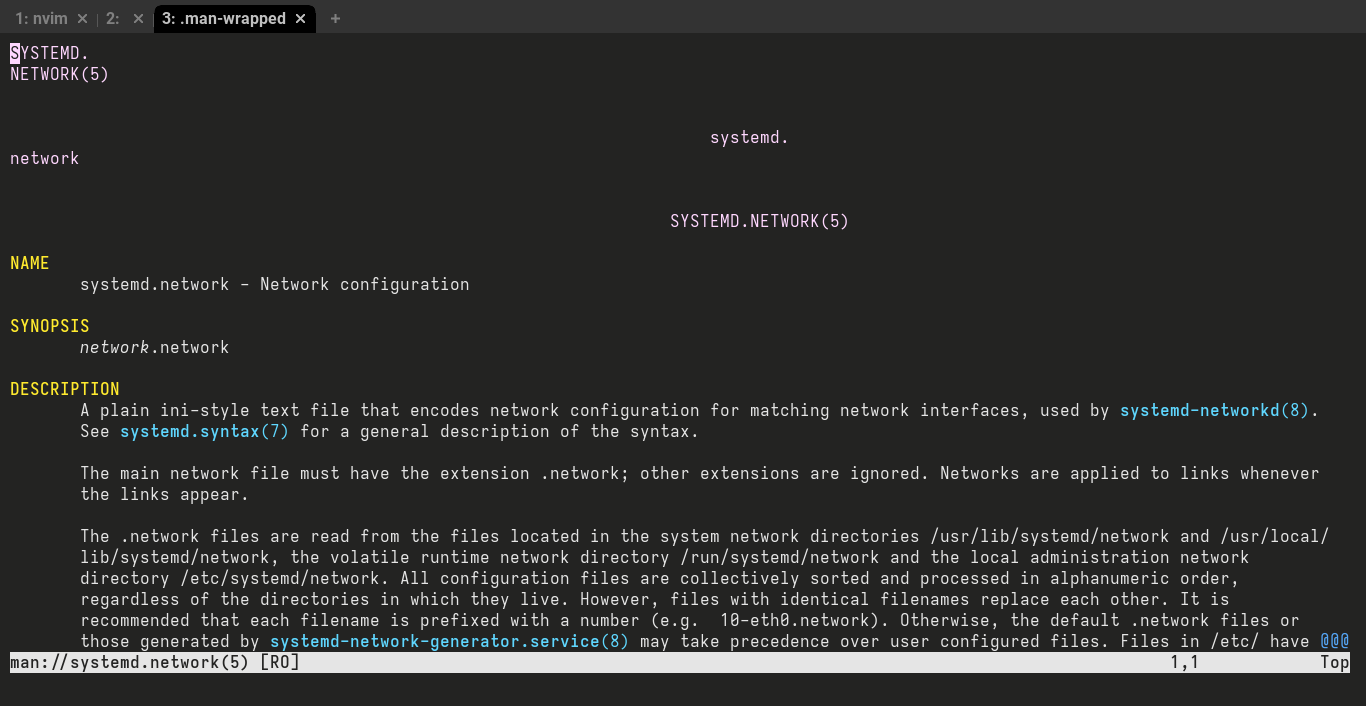 1: nvim ✕ 2: ✕ 3: .man-wrapped ✕ +
SYSTEMD.
NETWORK(5)
systemd.
network
SYSTEMD.NETWORK(5)
NAME
systemd.network - Network configuration
SYNOPSIS
network.network
DESCRIPTION
A plain ini-style text file that encodes network configuration for matching network interfaces, used by systemd-networkd(8).
See systemd.syntax(7) for a general description of the syntax.
The main network file must have the extension .network; other extensions are ignored. Networks are applied to links whenever
the links appear.
The .network files are read from the files located in the system network directories /usr/lib/systemd/network and /usr/local/
lib/systemd/network, the volatile runtime network directory /run/systemd/network and the local administration network
directory /etc/systemd/network. All configuration files are collectively sorted and processed in alphanumeric order,
regardless of the directories in which they live. However, files with identical filenames replace each other. It is
recommended that each filename is prefixed with a number (e.g.  10-eth0.network). Otherwise, the default .network files or
those generated by systemd-network-generator.service(8) may take precedence over user configured files. Files in /etc/ have @@@
man://systemd.network(5) [RO] 1,1 Top